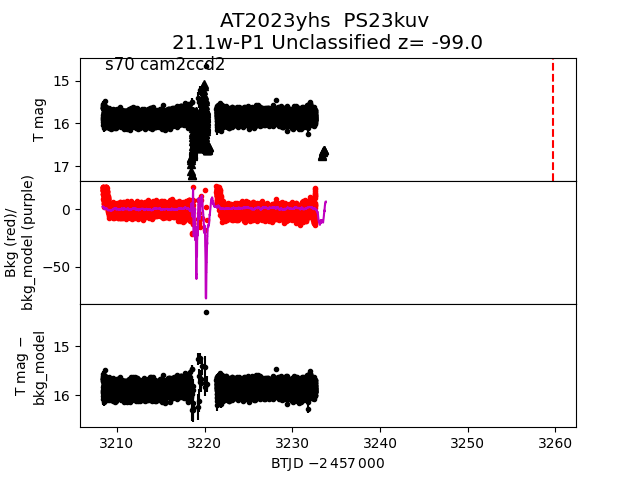 AT2023yhs  PS23kuv
21.1w-P1 Unclassified z= -99.0
s70 cam2ccd2
T mag
15
16
17
Bkg (red)/
bkg_model (purple)
0
−50
T mag −
bkg_model
15
16
3210
3220
3230
3240
3250
3260
BTJD −2 457 000